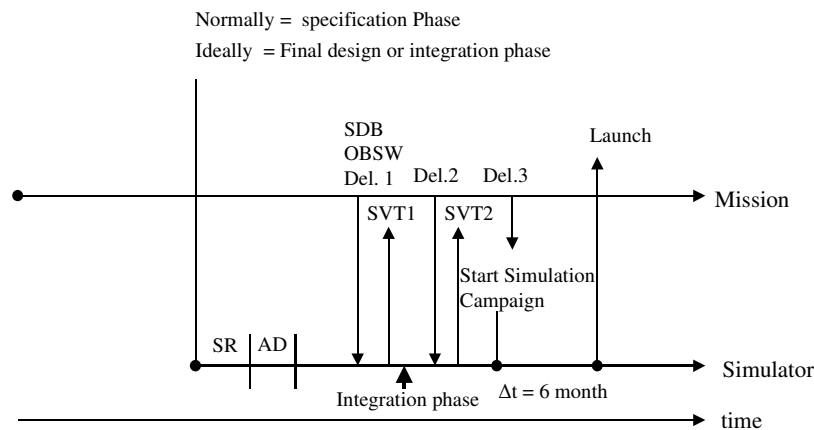 Normally = specification Phase
Ideally = Final design or integration phase
SDB
OBSW
Del. 1
Del.2
Del.3
Launch
Mission
SVT1
SVT2
Start Simulation
Campaign
SR
AD
Simulator
Integration phase
Δt = 6 month
time